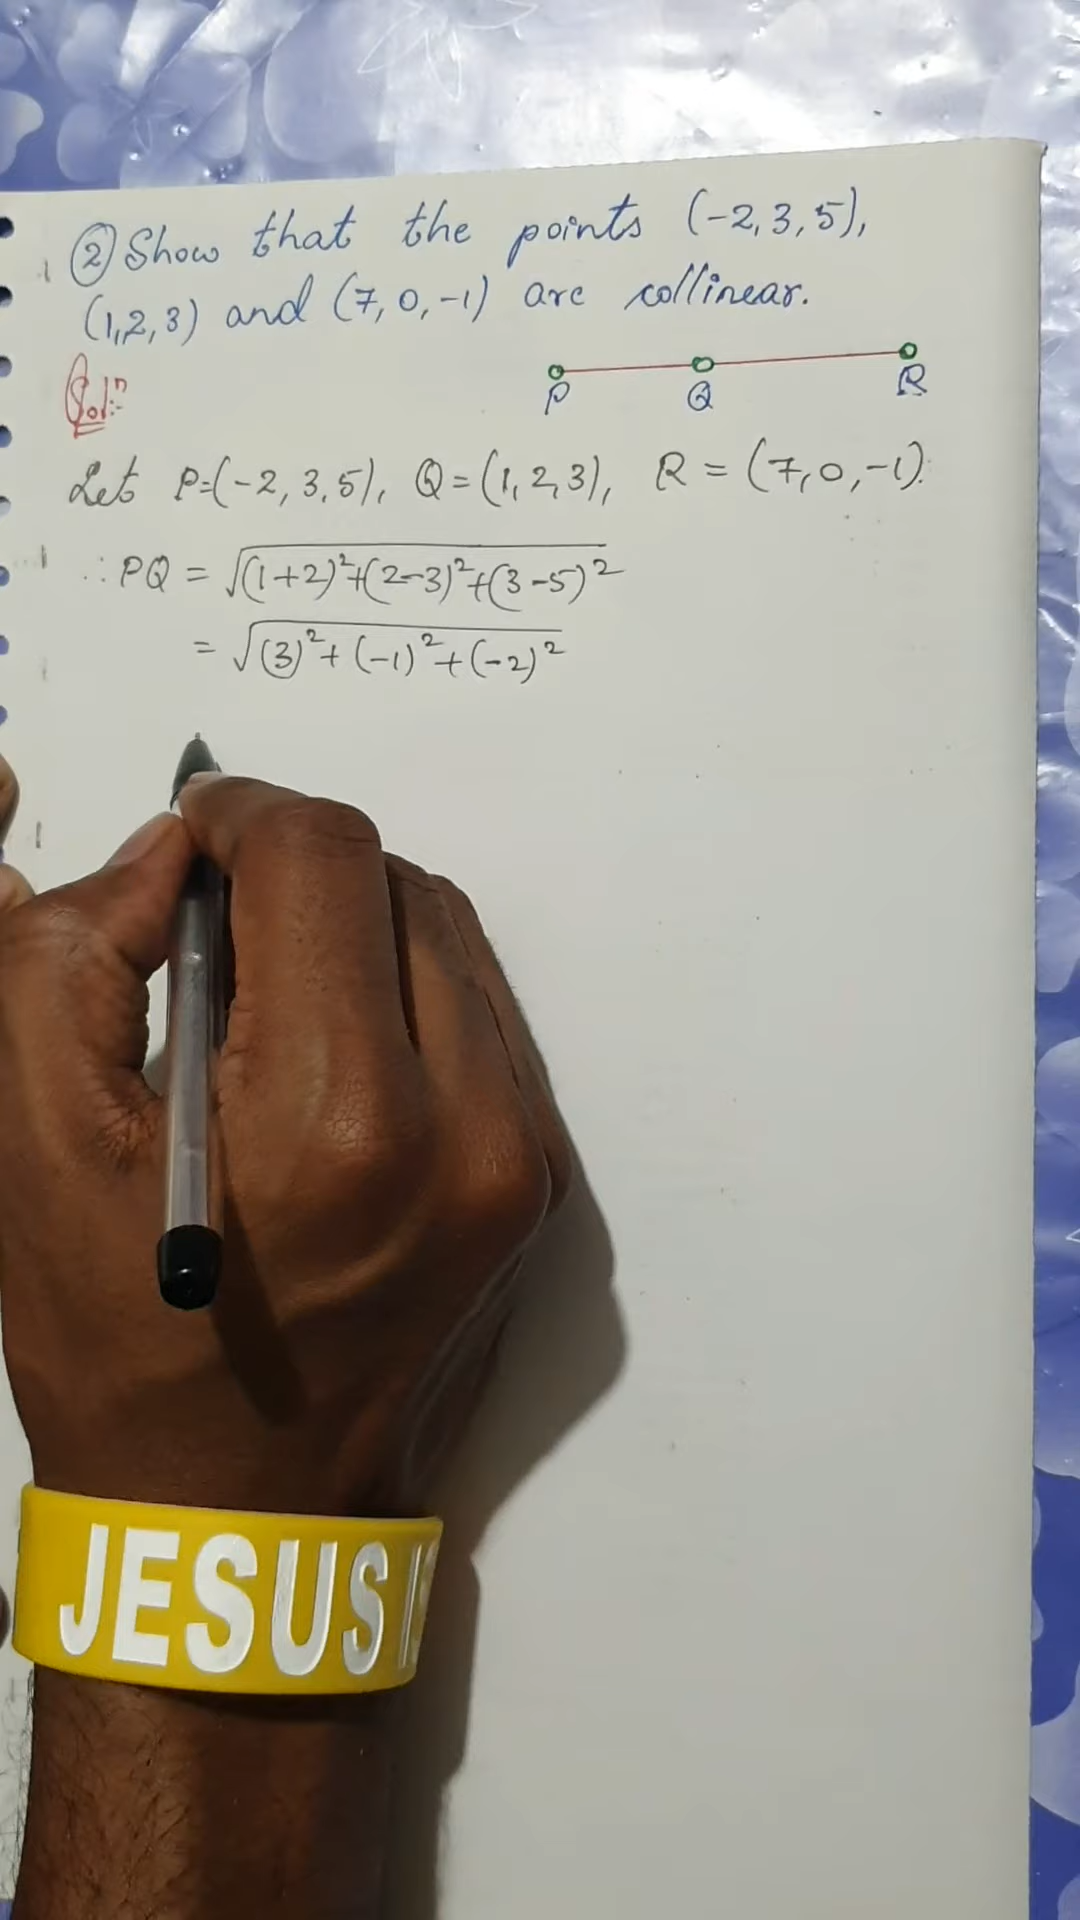 ② Show that the points (-2, 3, 5),
(1, 2, 3) and (7, 0, -1) are collinear.
Solⁿ:-
P Q R
Let P=(-2, 3, 5), Q=(1, 2, 3), R = (7, 0, -1).
∴ PQ = √(1+2)²+(2-3)²+(3-5)²
= √(3)²+(-1)²+(-2)²
JESUS